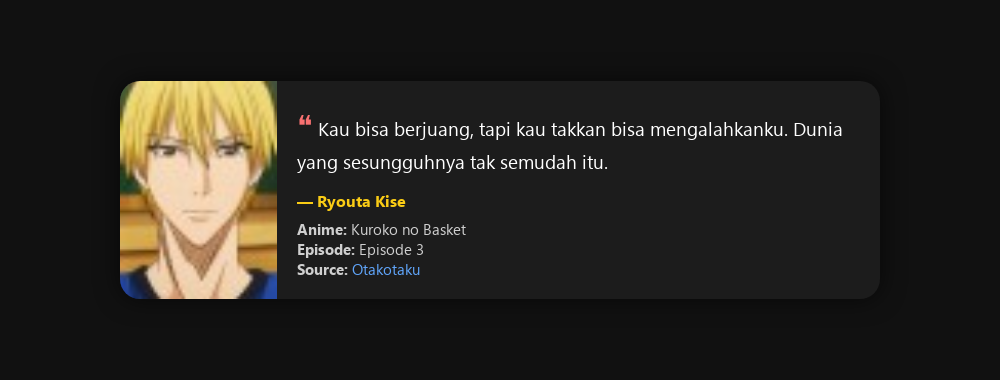 ❝ Kau bisa berjuang, tapi kau takkan bisa mengalahkanku. Dunia
yang sesungguhnya tak semudah itu.
— Ryouta Kise
Anime: Kuroko no Basket
Episode: Episode 3
Source: Otakotaku